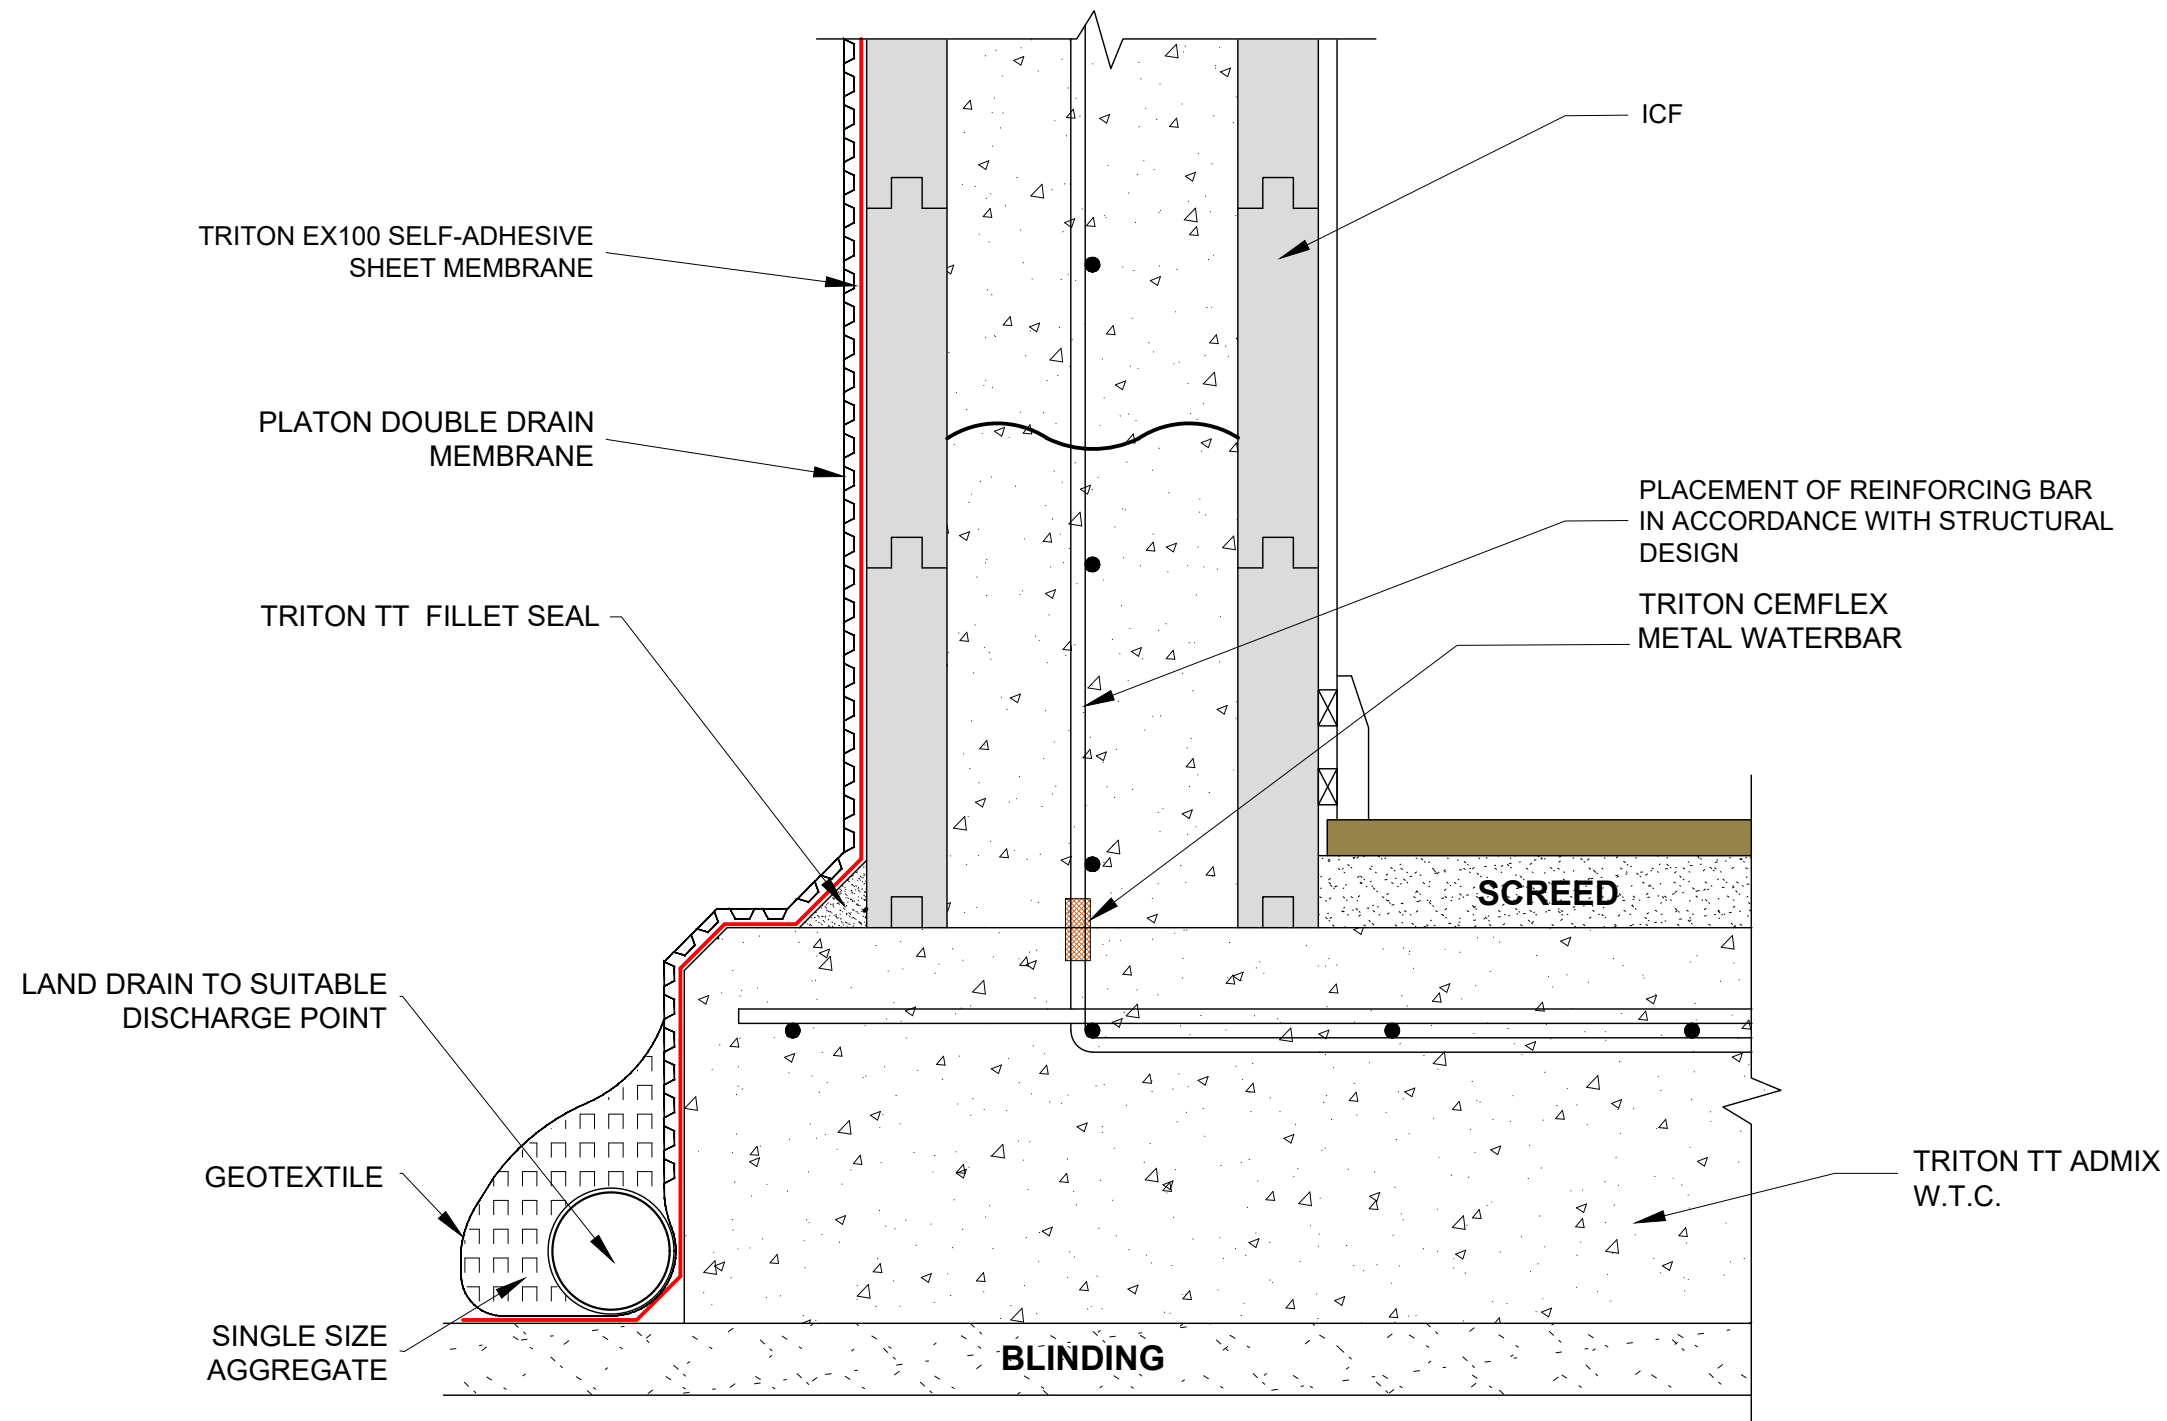 ICF
TRITON EX100 SELF-ADHESIVE
SHEET MEMBRANE
PLATON DOUBLE DRAIN
MEMBRANE
PLACEMENT OF REINFORCING BAR
IN ACCORDANCE WITH STRUCTURAL
DESIGN
TRITON CEMFLEX
METAL WATERBAR
TRITON TT FILLET SEAL
SCREED
LAND DRAIN TO SUITABLE
DISCHARGE POINT
GEOTEXTILE
TRITON TT ADMIX
W.T.C.
SINGLE SIZE
AGGREGATE
BLINDING